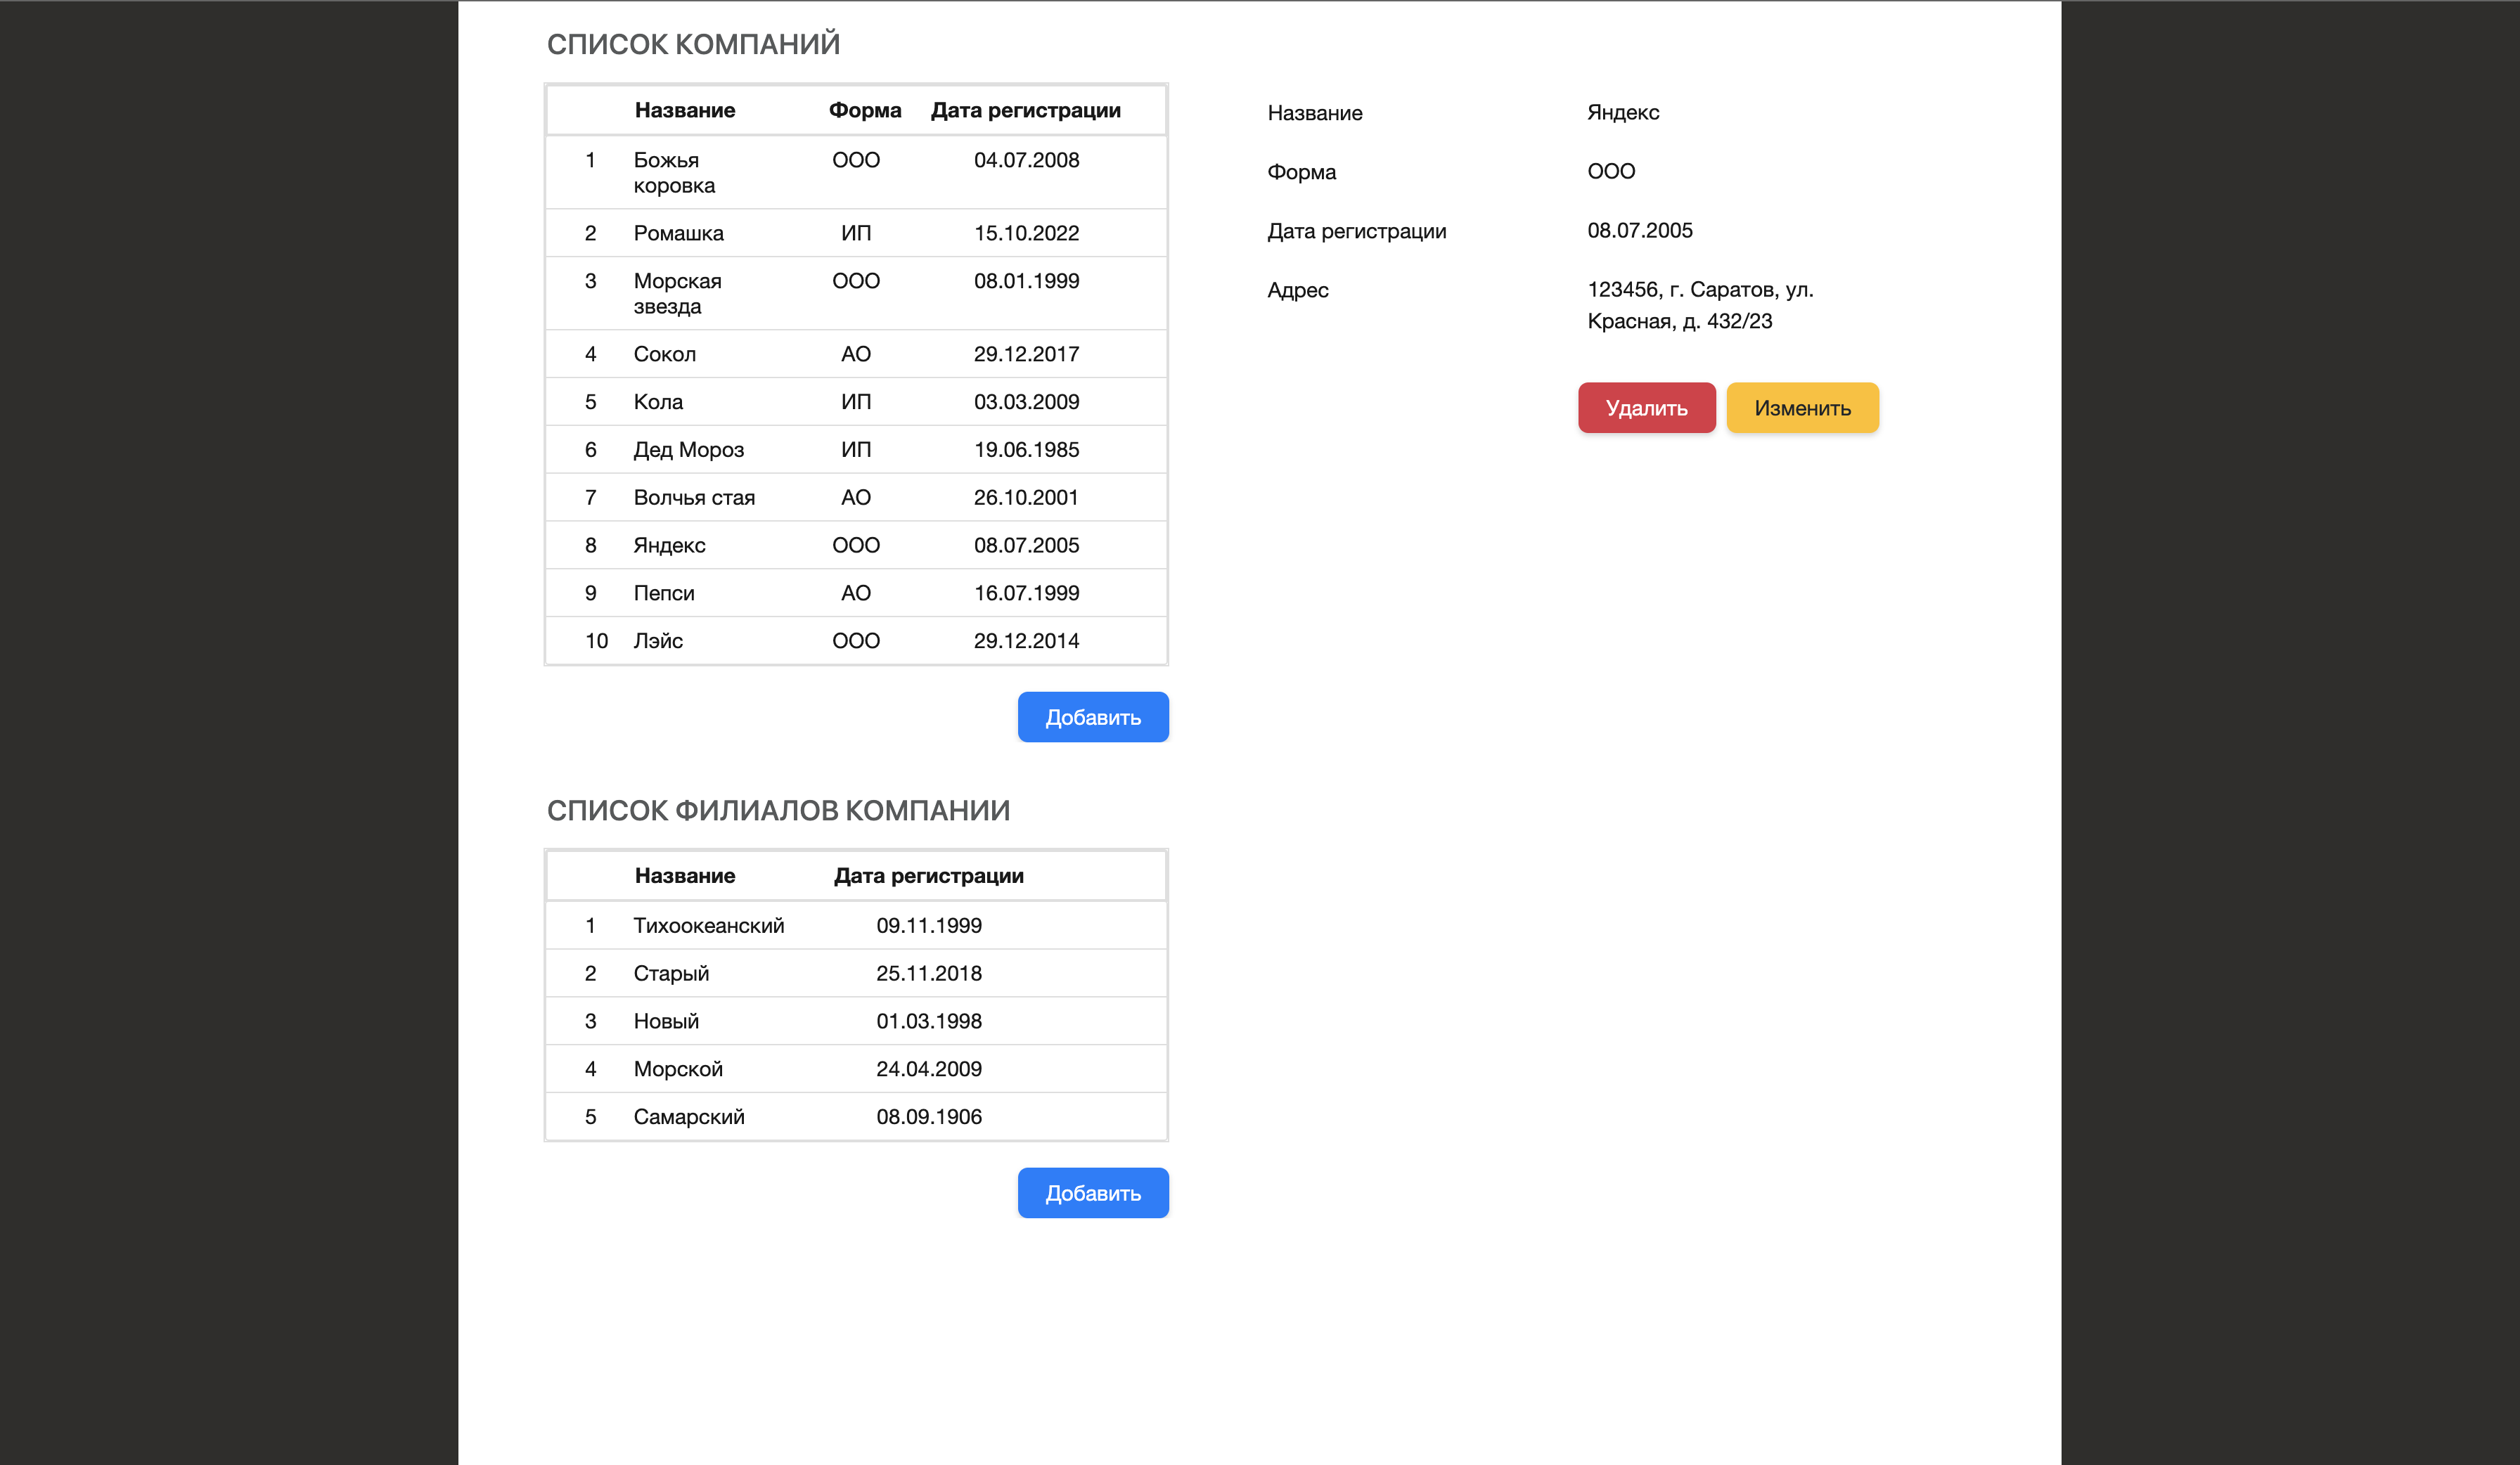 СПИСОК КОМПАНИЙ
Название Форма Дата регистрации
1 Божья коровка ООО 04.07.2008
2 Ромашка ИП 15.10.2022
3 Морская звезда ООО 08.01.1999
4 Сокол АО 29.12.2017
5 Кола ИП 03.03.2009
6 Дед Мороз ИП 19.06.1985
7 Волчья стая АО 26.10.2001
8 Яндекс ООО 08.07.2005
9 Пепси АО 16.07.1999
10 Лэйс ООО 29.12.2014
Добавить
Название Яндекс
Форма ООО
Дата регистрации 08.07.2005
Адрес 123456, г. Саратов, ул.
Красная, д. 432/23
Удалить Изменить
СПИСОК ФИЛИАЛОВ КОМПАНИИ
Название Дата регистрации
1 Тихоокеанский 09.11.1999
2 Старый 25.11.2018
3 Новый 01.03.1998
4 Морской 24.04.2009
5 Самарский 08.09.1906
Добавить